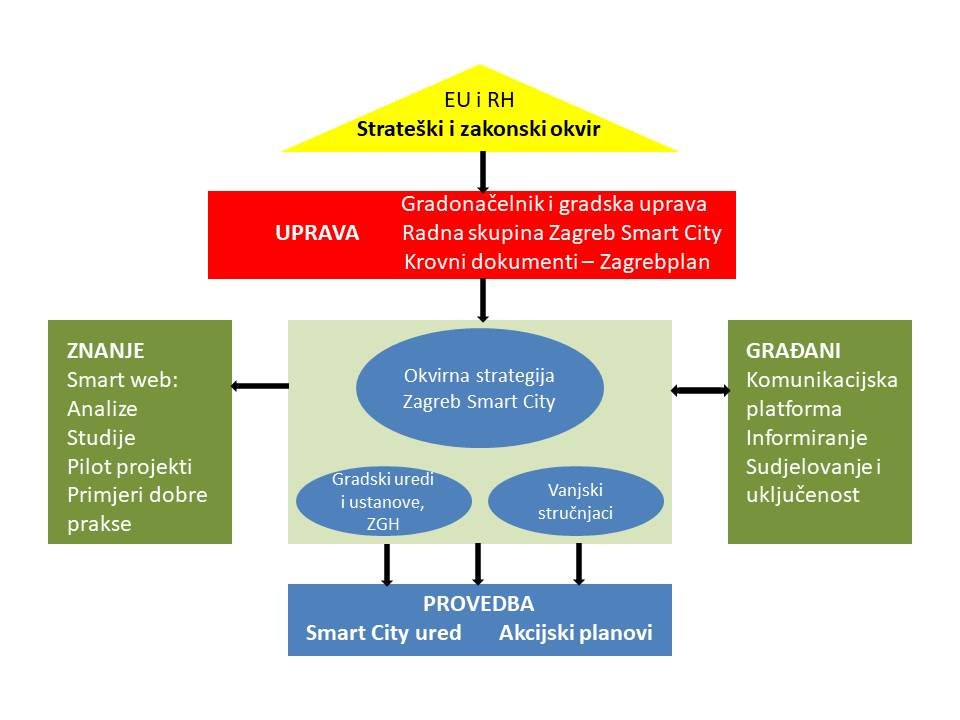 EU i RH
Strateški i zakonski okvir
UPRAVA
Gradonačelnik i gradska uprava
Radna skupina Zagreb Smart City
Krovni dokumenti – Zagrebplan
ZNANJE
Smart web:
Analize
Studije
Pilot projekti
Primjeri dobre
prakse
Okvirna strategija
Zagreb Smart City
Gradski uredi
i ustanove,
ZGH
Vanjski
stručnjaci
GRAĐANI
Komunikacijska
platforma
Informiranje
Sudjelovanje i
uključenost
PROVEDBA
Smart City ured Akcijski planovi